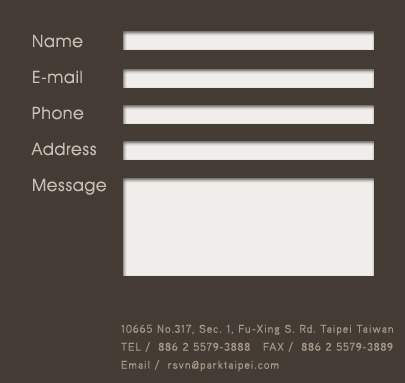 Name
E-mail
Phone
Address
Message
10665 No.317, Sec. 1, Fu-Xing S. Rd. Taipei Taiwan
TEL / 886 2 5579-3888 FAX / 886 2 5579-3889
Email / rsvn@parktaipei.com